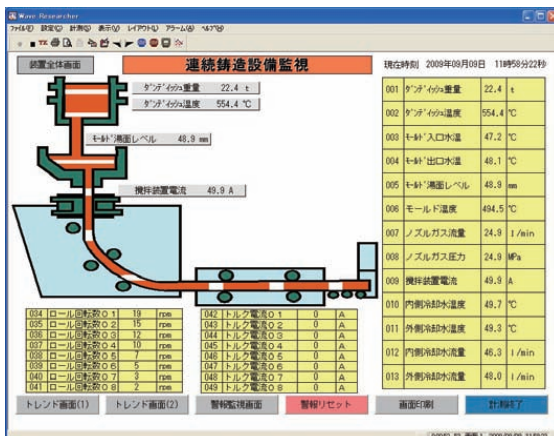 Wave Researcher
ファイル(F) 設定(C) 計測(S) 表示(V) レイアウト(L) アラーム(A) ヘルプ(H)
装置全体画面
連続鋳造設備監視
現在時刻 2009年09月09日 11時58分22秒
タンディッシュ重量 22.4 t
タンディッシュ温度 554.4 ℃
モールド湯面レベル 48.9 mm
攪拌装置電流 49.9 A
001 タンディッシュ重量 22.4 t
002 タンディッシュ温度 554.4 ℃
003 モールド入口水温 47.2 ℃
004 モールド出口水温 48.1 ℃
005 モールド湯面レベル 48.9 mm
006 モールド温度 494.5 ℃
007 ノズルガス流量 24.9 l/min
008 ノズルガス圧力 24.9 MPa
009 攪拌装置電流 49.9 A
010 内側冷却水温度 49.7 ℃
011 外側冷却水温度 49.3 ℃
012 内側冷却水流量 46.3 l/min
013 外側冷却水流量 48.0 l/min
034 ロール回転数01 19 rpm
035 ロール回転数02 15 rpm
036 ロール回転数03 12 rpm
037 ロール回転数04 10 rpm
038 ロール回転数05 7 rpm
039 ロール回転数06 5 rpm
040 ロール回転数07 3 rpm
041 ロール回転数08 2 rpm
042 トルク電流01 0 A
043 トルク電流02 0 A
044 トルク電流03 0 A
045 トルク電流04 0 A
046 トルク電流05 0 A
047 トルク電流06 0 A
048 トルク電流07 0 A
049 トルク電流08 0 A
トレンド画面(1) トレンド画面(2) 警報監視画面 警報リセット 画面印刷 計測終了